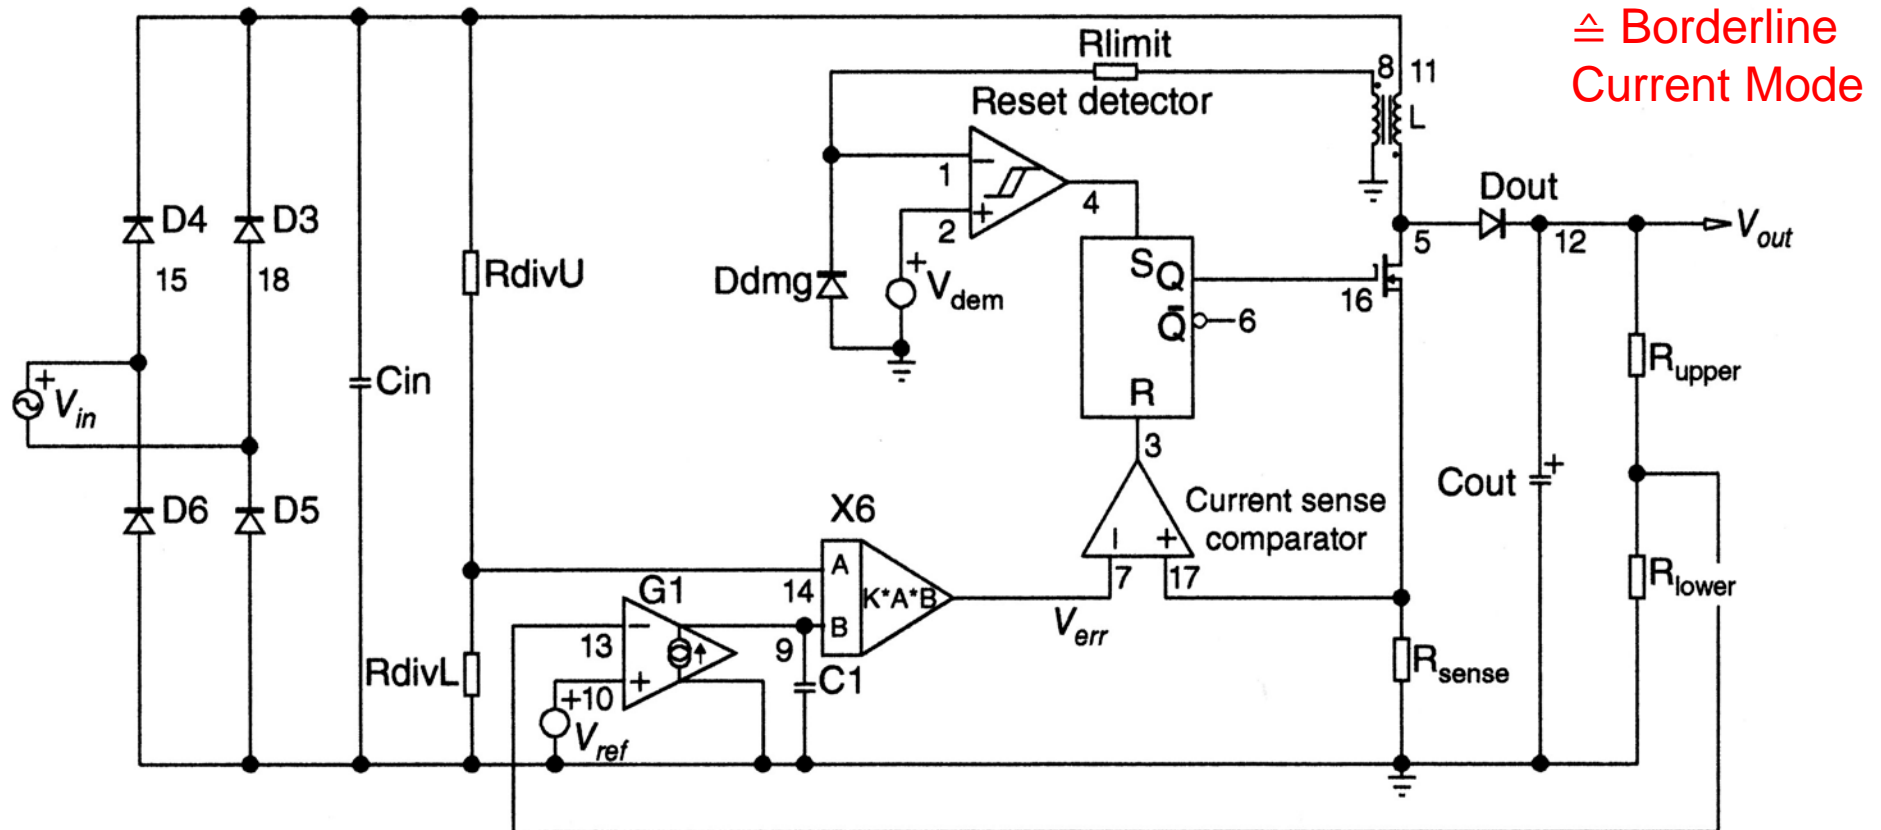 ≙ Borderline
Current Mode
Rlimit
8
11
Reset detector
L
1
−
2
+
4
D4
D3
15
18
RdivU
Ddmg
+
Vdem
S
Q
Q̄
6
R
16
5
Dout
12
Vout
+
Vin
Cin
Rupper
3
Cout
+
Current sense
comparator
−
+
7
17
D6
D5
X6
A
14
K*A*B
B
9
Verr
Rlower
G1
13
−
+
RdivL
+10
Vref
C1
Rsense